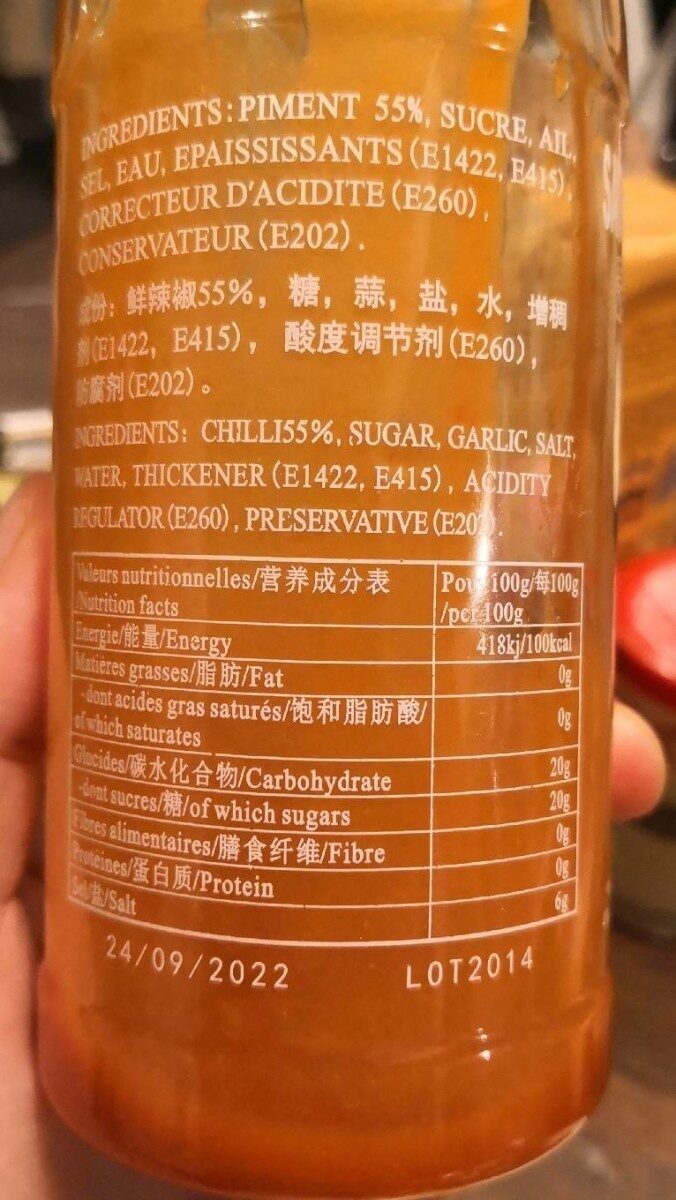 INGREDIENTS: PIMENT 55%, SUCRE, AIL,
SEL, EAU, EPAISSISSANTS (E1422, E415),
CORRECTEUR D'ACIDITE (E260),
CONSERVATEUR (E202).
成份：鲜辣椒55%，糖，蒜，盐，水，增稠
剂(E1422，E415)，酸度调节剂(E260)，
防腐剂(E202)。
INGREDIENTS: CHILLI55%, SUGAR, GARLIC, SALT,
WATER, THICKENER (E1422, E415), ACIDITY
REGULATOR (E260), PRESERVATIVE (E202).
Valeurs nutritionnelles/营养成分表 Pour 100g/每100g
/Nutrition facts /per 100g
Energie/能量/Energy 418kj/100kcal
Matières grasses/脂肪/Fat 0g
-dont acides gras saturés/饱和脂肪酸/ 0g
of which saturates
Glucides/碳水化合物/Carbohydrate 20g
-dont sucres/糖/of which sugars 20g
Fibres alimentaires/膳食纤维/Fibre 0g
Protéines/蛋白质/Protein 0g
Sel/盐/Salt 6g
24/09/2022 LOT2014